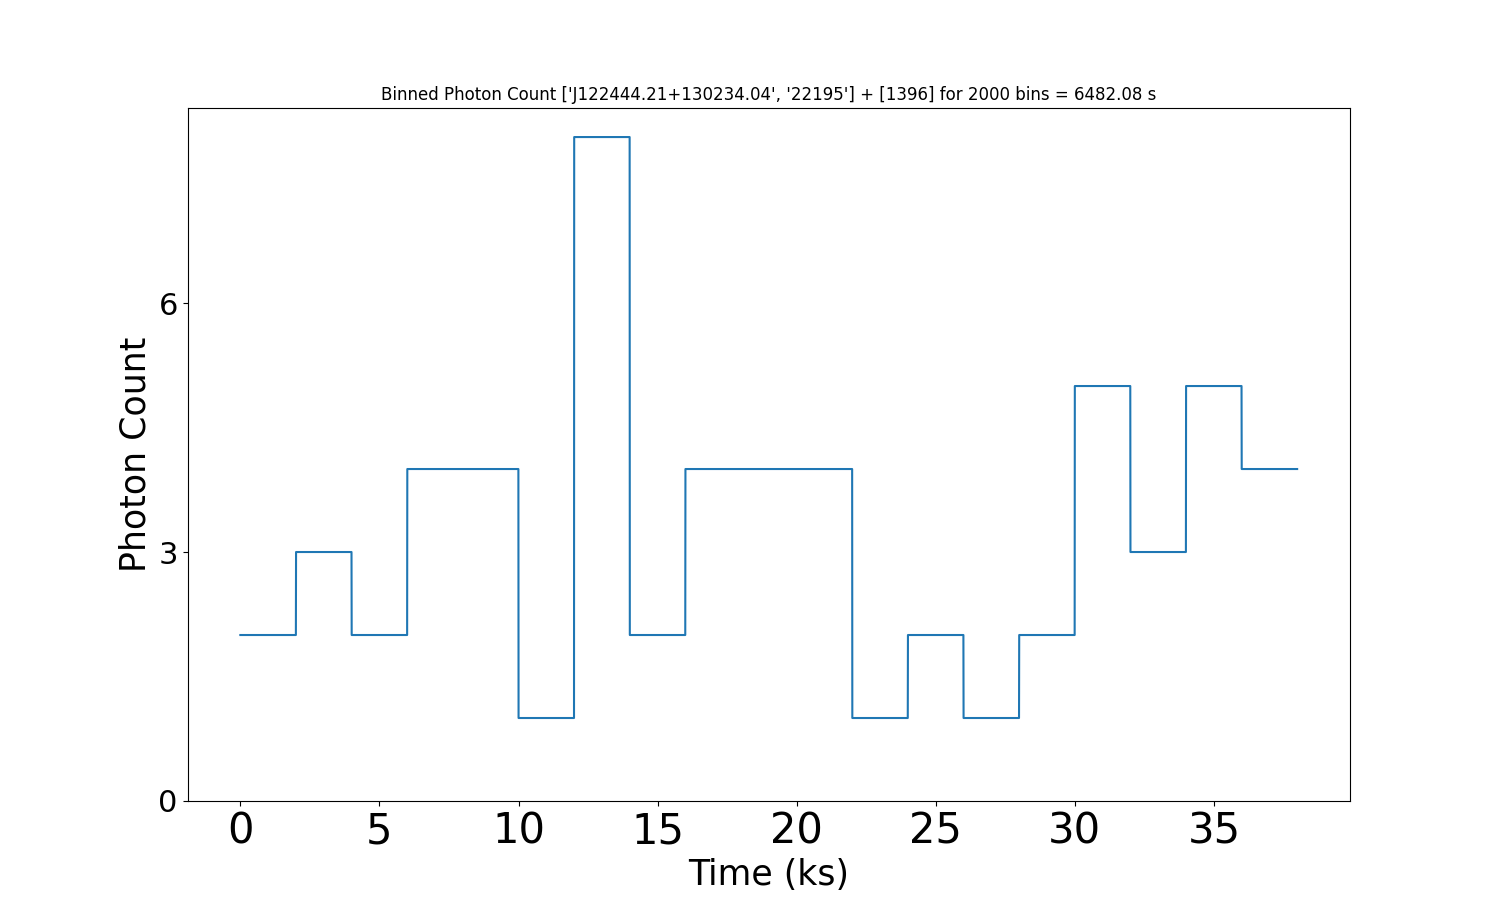 Binned Photon Count ['J122444.21+130234.04', '22195'] + [1396] for 2000 bins = 6482.08 s
Photon Count
6
3
0
0 5 10 15 20 25 30 35
Time (ks)